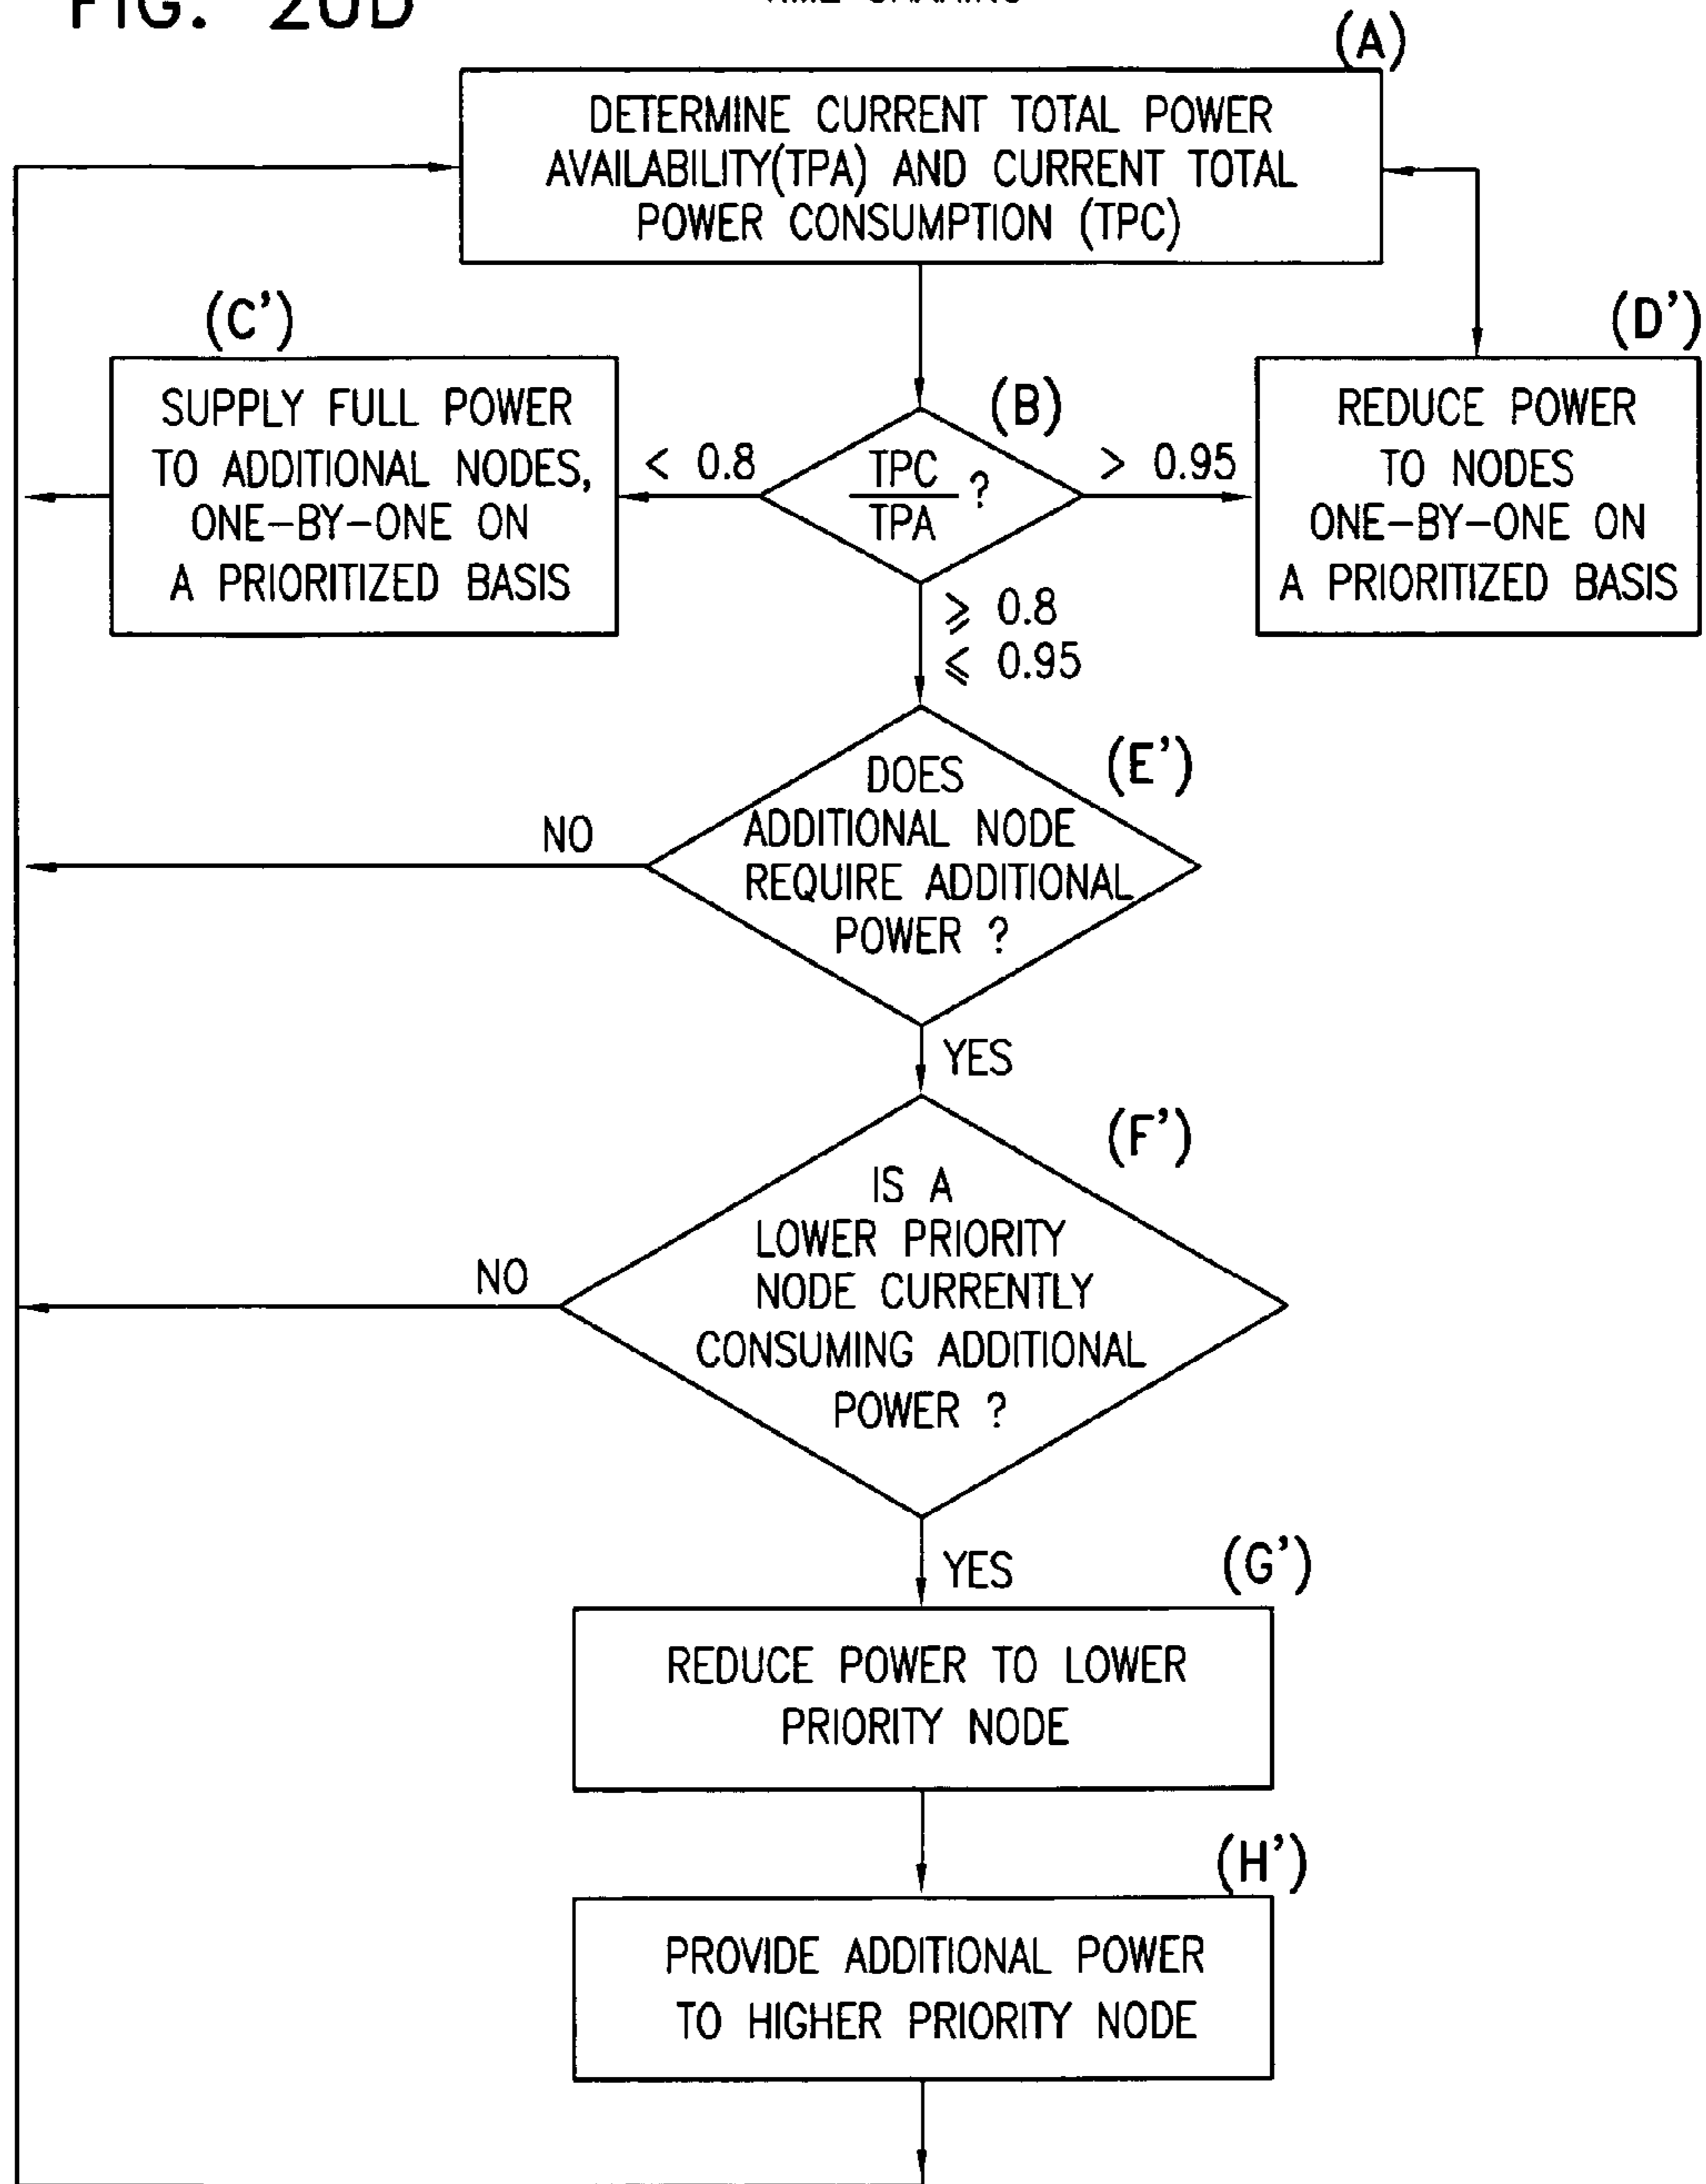 FIG. 20D
(A)
DETERMINE CURRENT TOTAL POWER
AVAILABILITY(TPA) AND CURRENT TOTAL
POWER CONSUMPTION (TPC)
(C')
SUPPLY FULL POWER
TO ADDITIONAL NODES,
ONE-BY-ONE ON
A PRIORITIZED BASIS
< 0.8
(B)
TPC
TPA
?
> 0.95
(D')
REDUCE POWER
TO NODES
ONE-BY-ONE ON
A PRIORITIZED BASIS
⩾ 0.8
⩽ 0.95
(E')
DOES
ADDITIONAL NODE
REQUIRE ADDITIONAL
POWER ?
NO
YES
(F')
IS A
LOWER PRIORITY
NODE CURRENTLY
CONSUMING ADDITIONAL
POWER ?
NO
YES
(G')
REDUCE POWER TO LOWER
PRIORITY NODE
(H')
PROVIDE ADDITIONAL POWER
TO HIGHER PRIORITY NODE